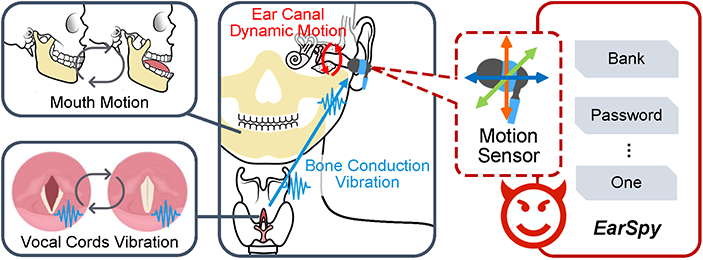 Mouth Motion
Vocal Cords Vibration
Ear Canal
Dynamic Motion
Bone Conduction
Vibration
Motion
Sensor
Bank
Password
...
One
EarSpy